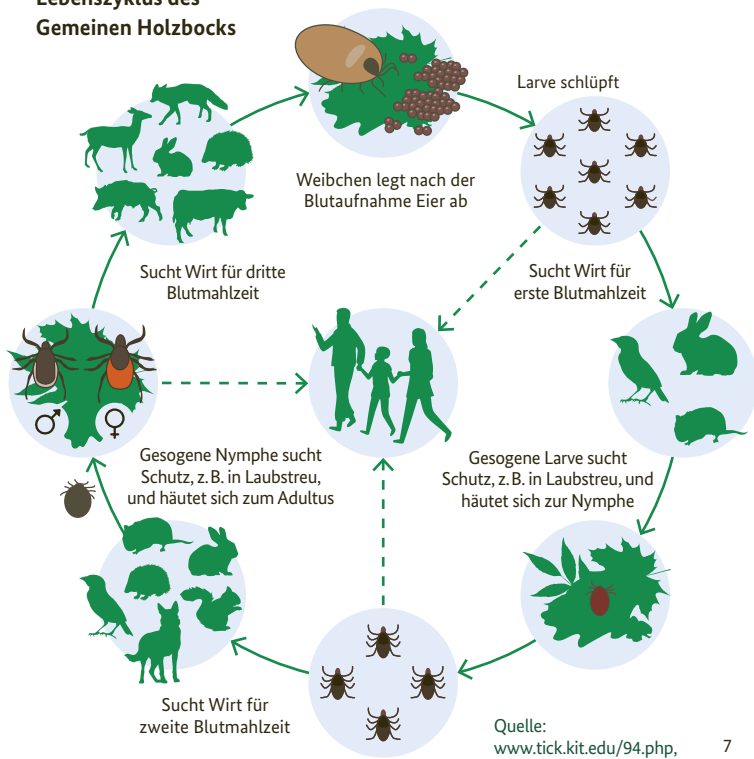 Lebenszyklus des
Gemeinen Holzbocks
Larve schlüpft
Weibchen legt nach der
Blutaufnahme Eier ab
Sucht Wirt für dritte
Blutmahlzeit
Sucht Wirt für
erste Blutmahlzeit
♂ ♀
Gesogene Nymphe sucht
Schutz, z.B. in Laubstreu,
und häutet sich zum Adultus
Gesogene Larve sucht
Schutz, z.B. in Laubstreu, und
häutet sich zur Nymphe
Sucht Wirt für
zweite Blutmahlzeit
Quelle:
www.tick.kit.edu/94.php,
7